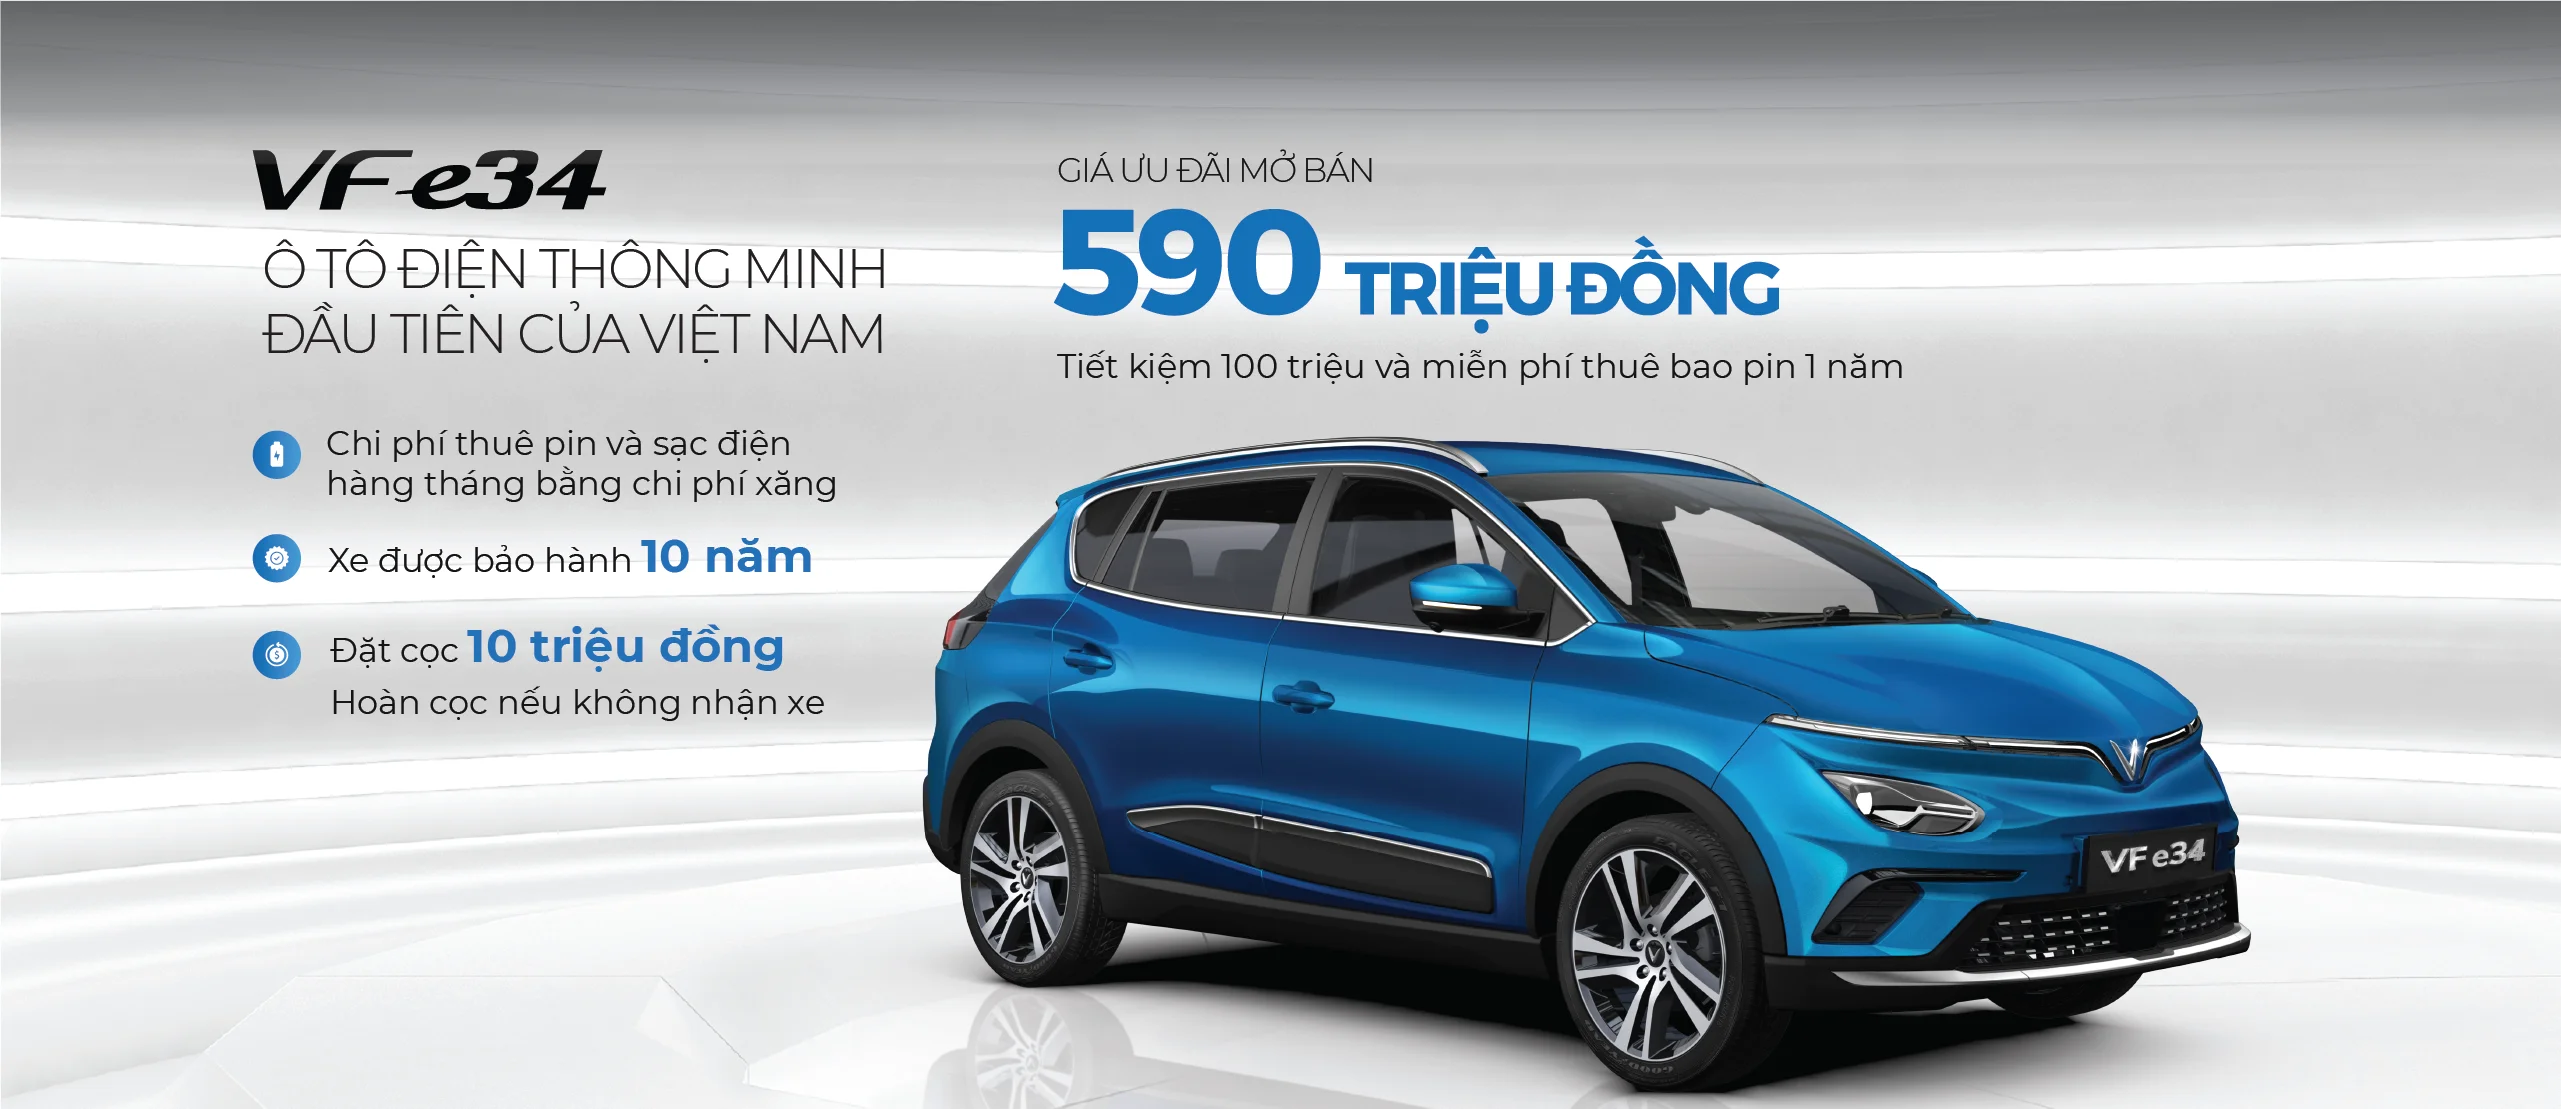 VF e34
Ô TÔ ĐIỆN THÔNG MINH
ĐẦU TIÊN CỦA VIỆT NAM
Chi phí thuê pin và sạc điện
hàng tháng bằng chi phí xăng
Xe được bảo hành 10 năm
Đặt cọc 10 triệu đồng
Hoàn cọc nếu không nhận xe
GIÁ ƯU ĐÃI MỞ BÁN
590 TRIỆU ĐỒNG
Tiết kiệm 100 triệu và miễn phí thuê bao pin 1 năm
VF e34